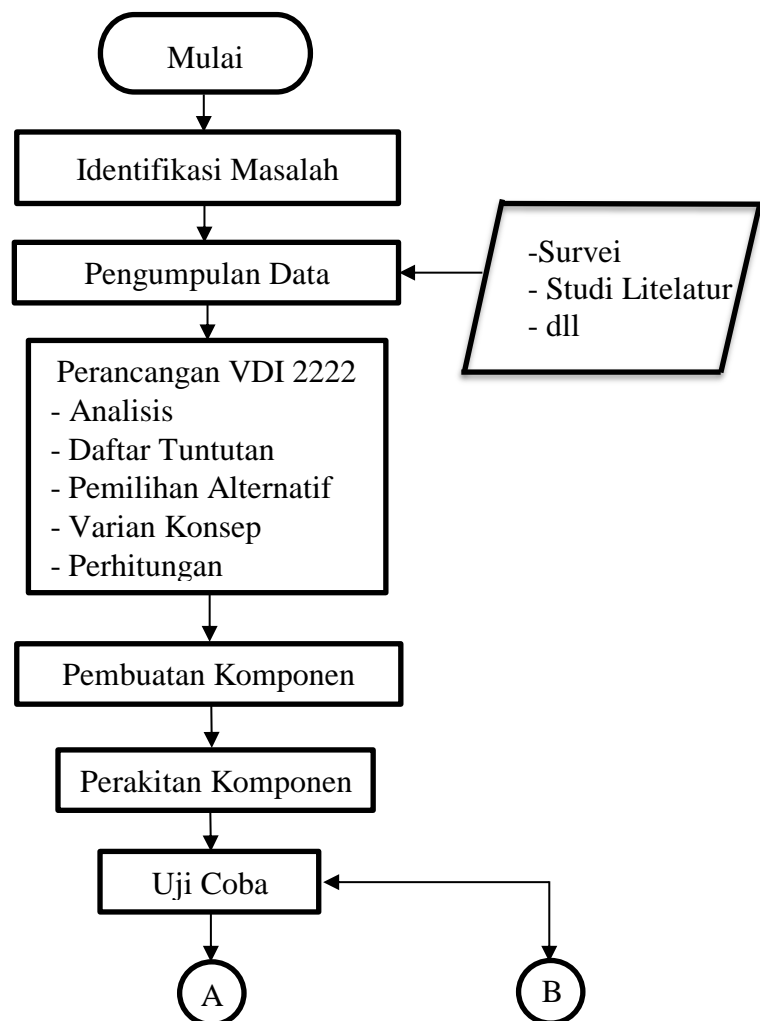 Mulai
Identifikasi Masalah
Pengumpulan Data
-Survei
- Studi Litelatur
- dll
Perancangan VDI 2222
- Analisis
- Daftar Tuntutan
- Pemilihan Alternatif
- Varian Konsep
- Perhitungan
Pembuatan Komponen
Perakitan Komponen
Uji Coba
A
B